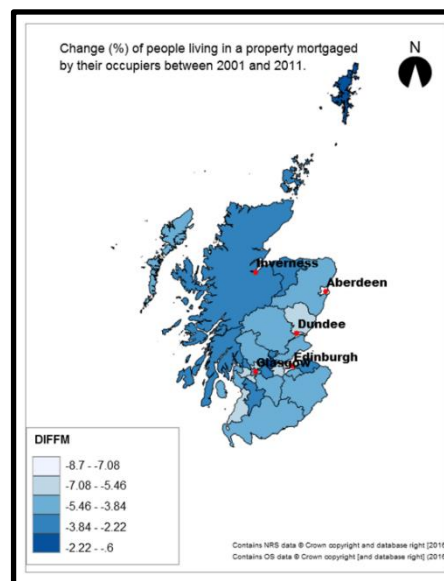 Change (%) of people living in a property mortgaged
by their occupiers between 2001 and 2011.
N
Inverness
Aberdeen
Dundee
Edinburgh
Glasgow
DIFFM
-8.7 - -7.08
-7.08 - -5.46
-5.46 - -3.84
-3.84 - -2.22
-2.22 - -.6
Contains NRS data © Crown copyright and database right [2016
Contains OS data © Crown copyright [and database right] (2016